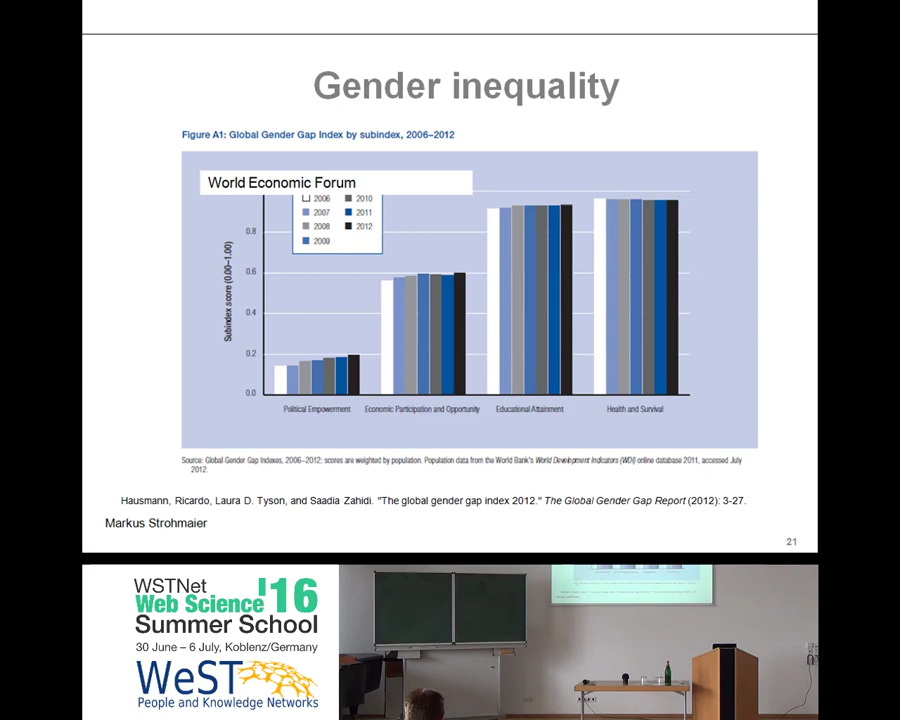 Gender inequality
Figure A1: Global Gender Gap Index by subindex, 2006–2012
World Economic Forum
2006 2010
2007 2011
2008 2012
2009
0.8
0.6
0.4
0.2
0.0
Subindex score (0.00–1.00)
Political Empowerment Economic Participation and Opportunity Educational Attainment Health and Survival
Source: Global Gender Gap Indexes, 2006–2012; scores are weighted by population. Population data from the World Bank's World Development Indicators (WDI) online database 2011, accessed July
2012.
Hausmann, Ricardo, Laura D. Tyson, and Saadia Zahidi. "The global gender gap index 2012." The Global Gender Gap Report (2012): 3-27.
Markus Strohmaier
21
WSTNet
Web Science '16
Summer School
30 June – 6 July, Koblenz/Germany
WeST
People and Knowledge Networks